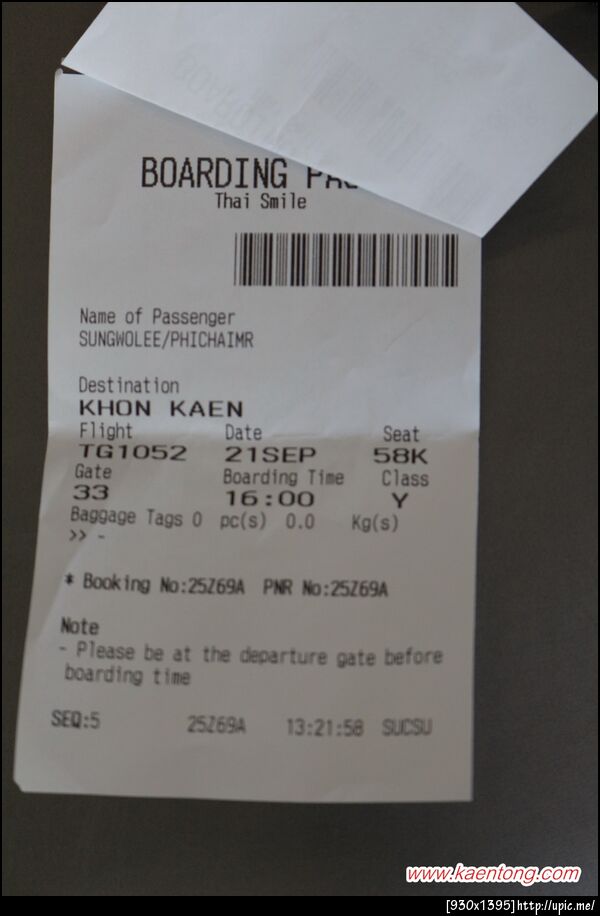 BOARDING
Thai Smile
Name of Passenger
SUNGWOLEE/PHICHAIMR
Destination
KHON KAEN
Flight Date Seat
TG1052 21SEP 58K
Gate Boarding Time Class
33 16:00 Y
Baggage Tags 0 pc(s) 0.0 Kg(s)
>> -
* Booking No:25Z69A PNR No:25Z69A
Note
- Please be at the departure gate before
boarding time
SEQ:5 25Z69A 13:21:58 SUCSU
www.kaentong.com
[930x1395]http://upic.me/